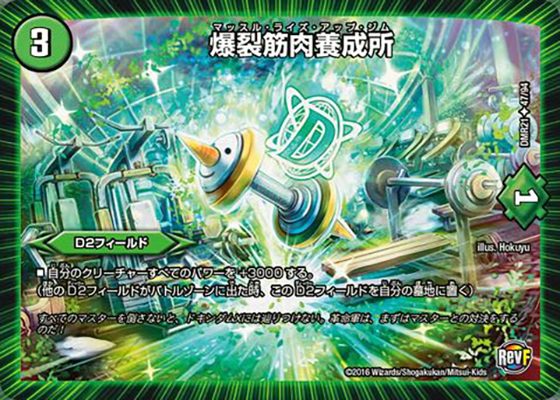 3
マッスル・ライズ・アップ・ジム
爆裂筋肉養成所
DMR21 ◆ 47/94
D
1
illus. Hokuyu
D2フィールド
■自分のクリーチャーすべてのパワーを+3000する。
(他のD2フィールドがバトルゾーンに出た時、このD2フィールドを自分の墓地に置く)
すべてのマスターを倒さないと、ドキンダムXには辿りつけない。革命軍は、まずはマスターとの対決をする
のだ!
RevF
©2016 Wizards/Shogakukan/Mitsui-Kids